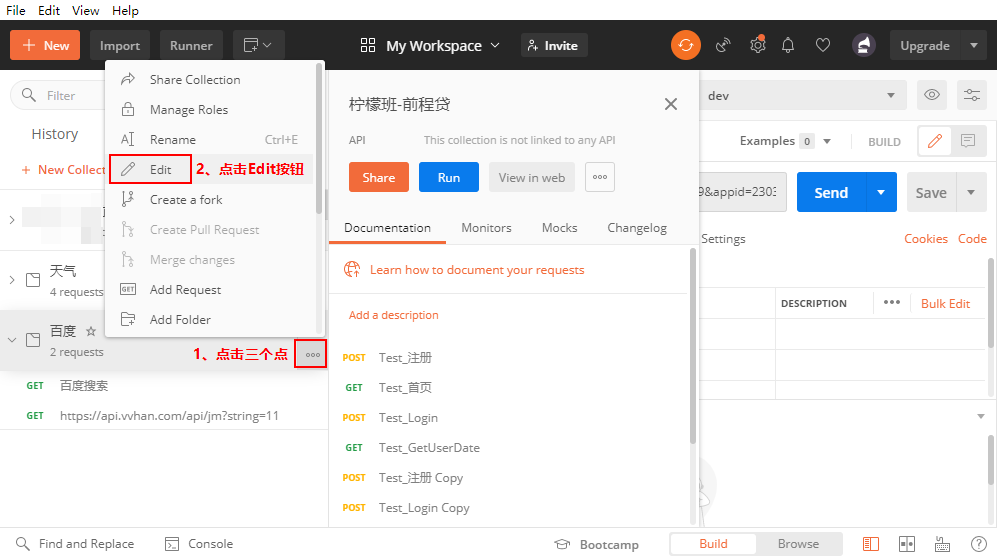 File Edit View Help
+ New Import Runner My Workspace Invite Upgrade
Filter
History
+ New Collect
天气
4 requests
百度 ☆
2 requests
1、点击三个点
GET 百度搜索
GET https://api.vvhan.com/api/jm?string=11
Share Collection
Manage Roles
Rename Ctrl+E
Edit 2、点击Edit按钮
Create a fork
Create Pull Request
Merge changes
GET Add Request
Add Folder
柠檬班-前程贷
API This collection is not linked to any API
Share Run View in web
Documentation Monitors Mocks Changelog
Learn how to document your requests
Add a description
POST Test_注册
GET Test_首页
POST Test_Login
GET Test_GetUserDate
POST Test_注册 Copy
POST Test_Login Copy
dev
Examples 0 BUILD
9&appid=2303 Send Save
Settings Cookies Code
DESCRIPTION ••• Bulk Edit
Find and Replace Console Bootcamp Build Browse